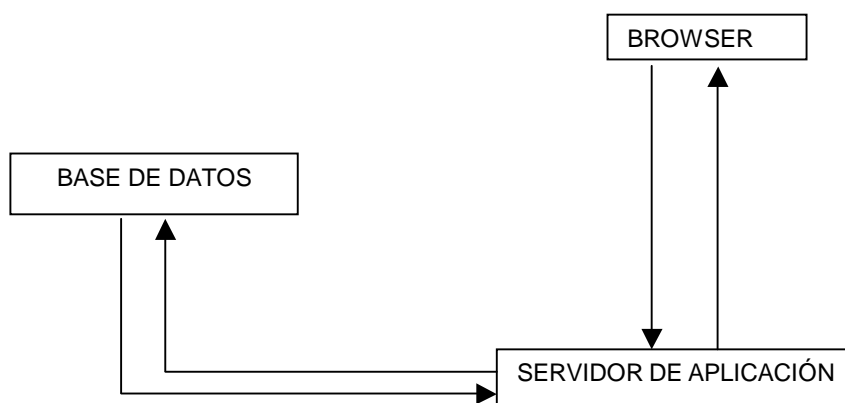 BROWSER
BASE DE DATOS
SERVIDOR DE APLICACIÓN